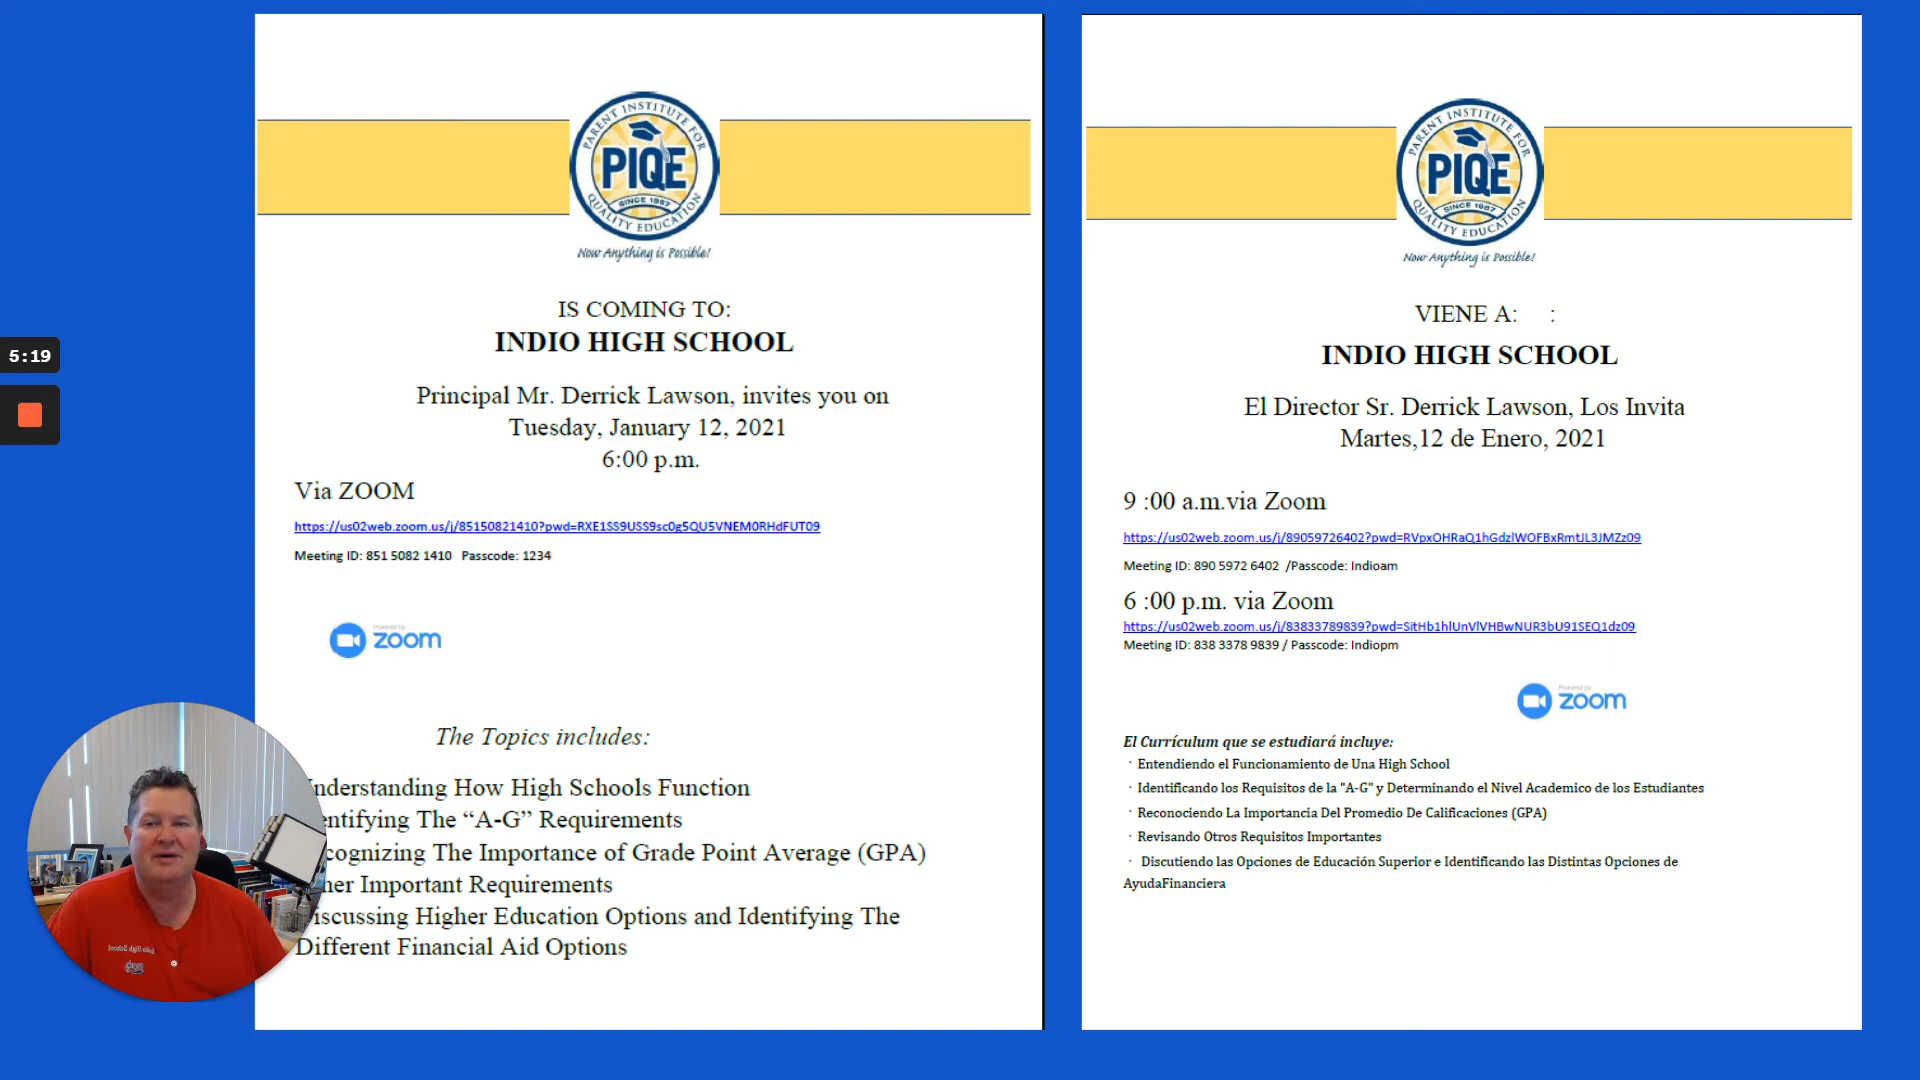 5:19
PARENT INSTITUTE FOR
PIQE
SINCE 1987
QUALITY EDUCATION
Now Anything is Possible!
IS COMING TO:
INDIO HIGH SCHOOL
Principal Mr. Derrick Lawson, invites you on
Tuesday, January 12, 2021
6:00 p.m.
Via ZOOM
https://us02web.zoom.us/j/85150821410?pwd=RXE1SS9USS9sc0g5QU5VNEM0RHdFUT09
Meeting ID: 851 5082 1410 Passcode: 1234
Powered by
zoom
The Topics includes:
nderstanding How High Schools Function
entifying The “A-G” Requirements
cognizing The Importance of Grade Point Average (GPA)
her Important Requirements
iscussing Higher Education Options and Identifying The
Different Financial Aid Options
PARENT INSTITUTE FOR
PIQE
SINCE 1987
QUALITY EDUCATION
Now Anything is Possible!
VIENE A: :
INDIO HIGH SCHOOL
El Director Sr. Derrick Lawson, Los Invita
Martes,12 de Enero, 2021
9 :00 a.m.via Zoom
https://us02web.zoom.us/j/89059726402?pwd=RVpxOHRaQ1hGdzlWOFBxRmtJL3JMZz09
Meeting ID: 890 5972 6402 /Passcode: Indioam
6 :00 p.m. via Zoom
https://us02web.zoom.us/j/83833789839?pwd=SitHb1hlUnVlVHBwNUR3bU91SEQ1dz09
Meeting ID: 838 3378 9839 / Passcode: Indiopm
Powered by
zoom
El Currículum que se estudiará incluye:
· Entendiendo el Funcionamiento de Una High School
· Identificando los Requisitos de la "A-G" y Determinando el Nivel Academico de los Estudiantes
· Reconociendo La Importancia Del Promedio De Calificaciones (GPA)
· Revisando Otros Requisitos Importantes
· Discutiendo las Opciones de Educación Superior e Identificando las Distintas Opciones de
AyudaFinanciera